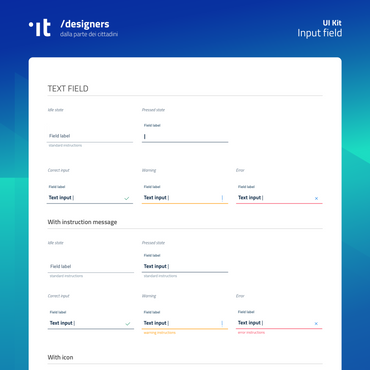 .it /designers
dalla parte dei cittadini
UI Kit
Input field
TEXT FIELD
Idle state
Pressed state
Field label
Field label
standard instructions
Correct input
Warning
Error
Field label
Field label
Field label
Text input |
Text input |
Text input |
With instruction message
Idle state
Pressed state
Field label
Field label
Text input |
standard instructions
standard instructions
Correct input
Warning
Error
Field label
Field label
Field label
Text input |
Text input |
Text input |
warning instructions
error instructions
With icon